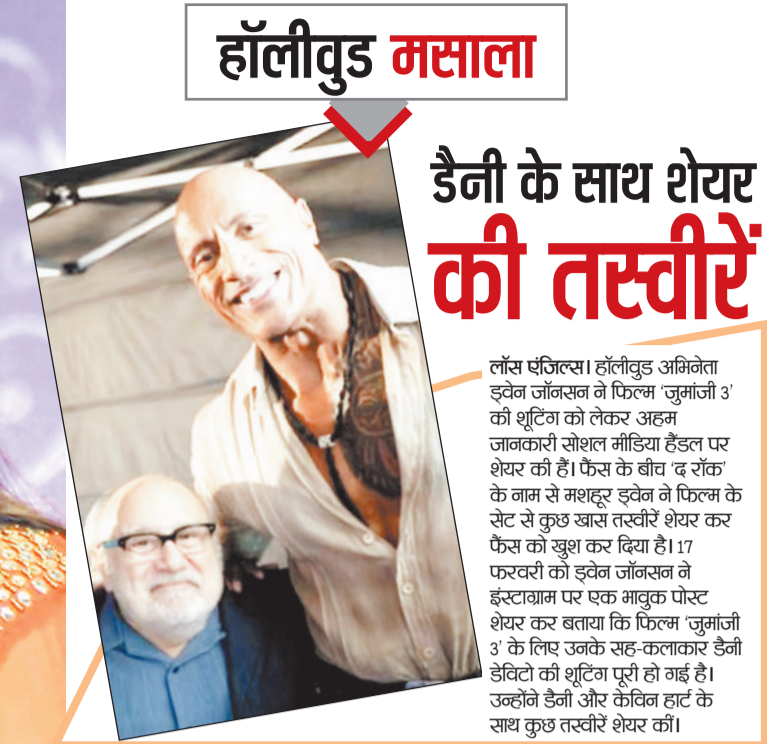 हॉलीवुड मसाला
डैनी के साथ शेयर
की तस्वीरें
लॉस एंजिल्स। हॉलीवुड अभिनेता
ड्वेन जॉनसन ने फिल्म ‘जुमांजी 3’
की शूटिंग को लेकर अहम
जानकारी सोशल मीडिया हैंडल पर
शेयर की हैं। फैंस के बीच ‘द रॉक’
के नाम से मशहूर ड्वेन ने फिल्म के
सेट से कुछ खास तस्वीरें शेयर कर
फैंस को खुश कर दिया है। 17
फरवरी को ड्वेन जॉनसन ने
इंस्टाग्राम पर एक भावुक पोस्ट
शेयर कर बताया कि फिल्म ‘जुमांजी
3’ के लिए उनके सह-कलाकार डैनी
डेविटो की शूटिंग पूरी हो गई है।
उन्होंने डैनी और केविन हार्ट के
साथ कुछ तस्वीरें शेयर कीं।